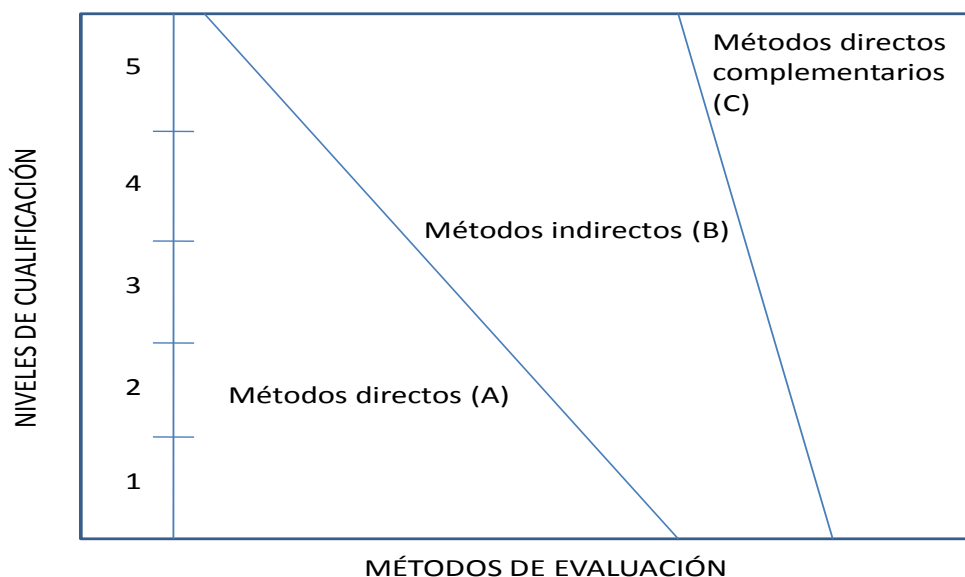 Métodos directos
complementarios
(C)
5
4
Métodos indirectos (B)
3
2
Métodos directos (A)
1
NIVELES DE CUALIFICACIÓN
MÉTODOS DE EVALUACIÓN